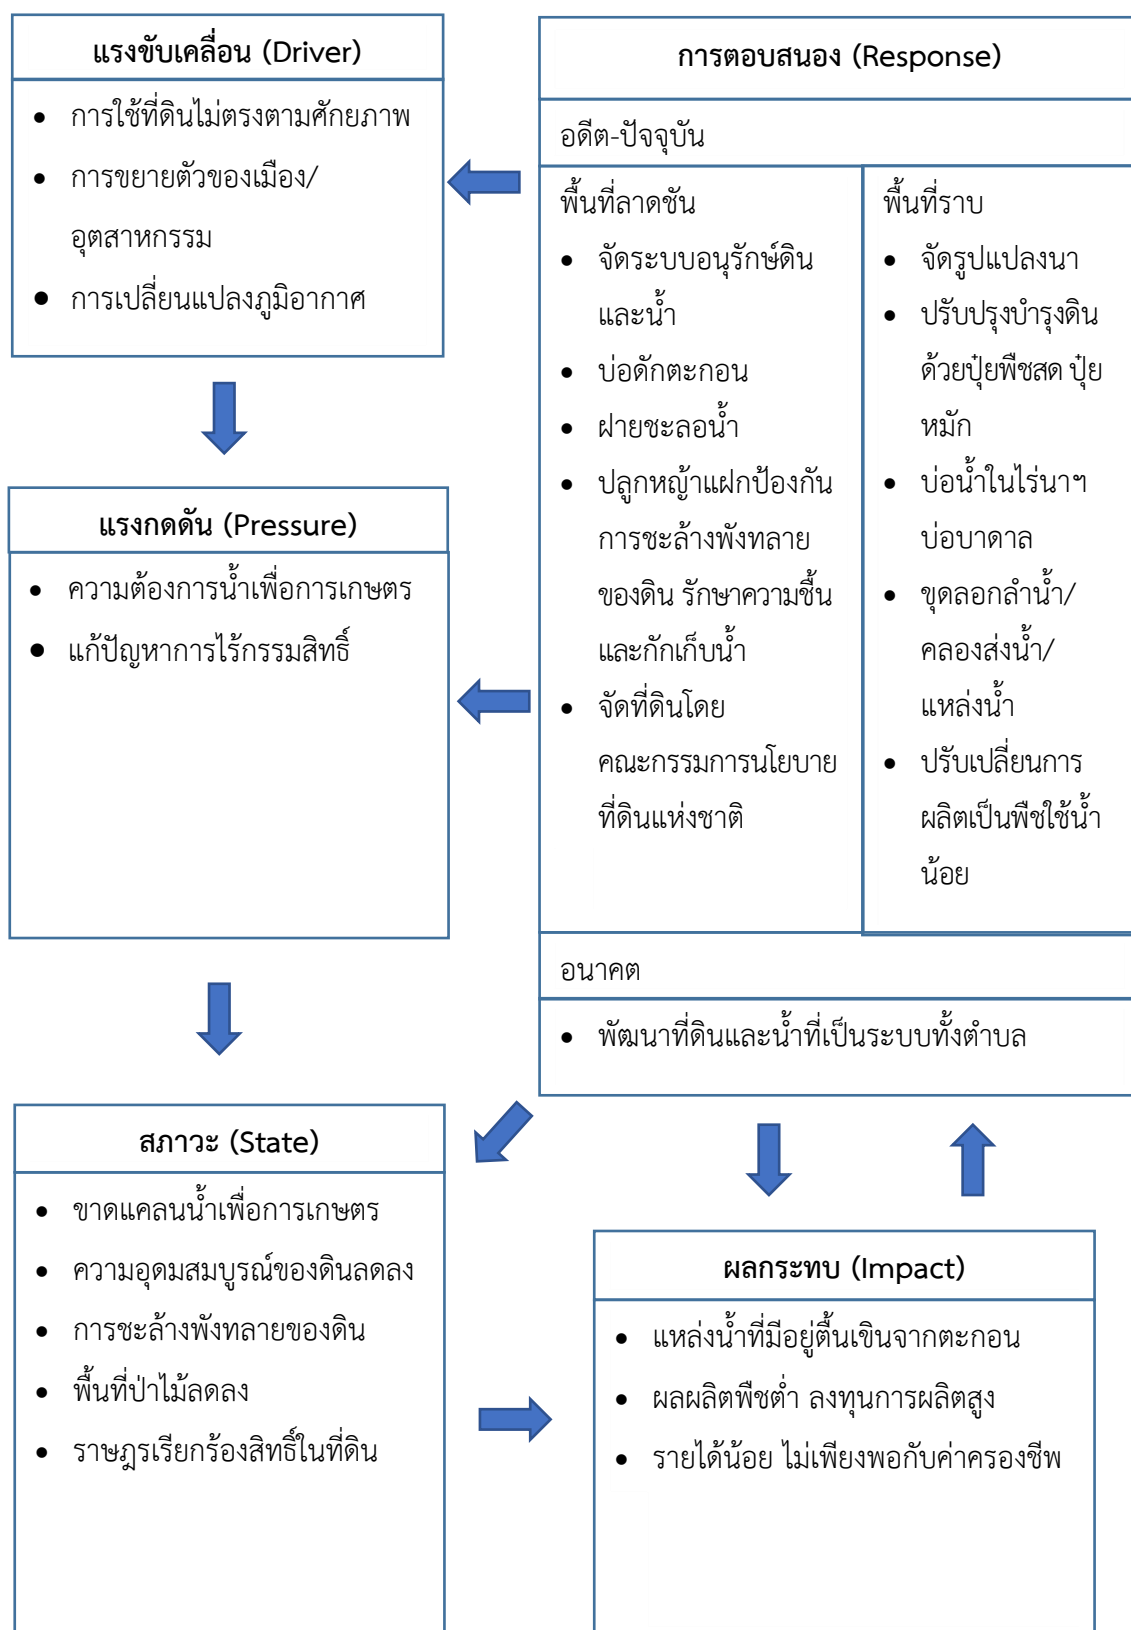 แรงขับเคลื่อน (Driver)
การใช้ที่ดินไม่ตรงตามศักยภาพ
การขยายตัวของเมือง/
อุตสาหกรรม
การเปลี่ยนแปลงภูมิอากาศ
แรงกดดัน (Pressure)
ความต้องการน้ำเพื่อการเกษตร
แก้ปัญหาการไร้กรรมสิทธิ์
สภาวะ (State)
ขาดแคลนน้ำเพื่อการเกษตร
ความอุดมสมบูรณ์ของดินลดลง
การชะล้างพังทลายของดิน
พื้นที่ป่าไม้ลดลง
ราษฎรเรียกร้องสิทธิ์ในที่ดิน
การตอบสนอง (Response)
อดีต-ปัจจุบัน
พื้นที่ลาดชัน
จัดระบบอนุรักษ์ดิน
และน้ำ
บ่อดักตะกอน
ฝายชะลอน้ำ
ปลูกหญ้าแฝกป้องกัน
การชะล้างพังทลาย
ของดิน รักษาความชื้น
และกักเก็บน้ำ
จัดที่ดินโดย
คณะกรรมการนโยบาย
ที่ดินแห่งชาติ
พื้นที่ราบ
จัดรูปแปลงนา
ปรับปรุงบำรุงดิน
ด้วยปุ๋ยพืชสด ปุ๋ย
หมัก
บ่อน้ำในไร่นาฯ
บ่อบาดาล
ขุดลอกลำน้ำ/
คลองส่งน้ำ/
แหล่งน้ำ
ปรับเปลี่ยนการ
ผลิตเป็นพืชใช้น้ำ
น้อย
อนาคต
พัฒนาที่ดินและน้ำที่เป็นระบบทั้งตำบล
ผลกระทบ (Impact)
แหล่งน้ำที่มีอยู่ตื้นเขินจากตะกอน
ผลผลิตพืชต่ำ ลงทุนการผลิตสูง
รายได้น้อย ไม่เพียงพอกับค่าครองชีพ